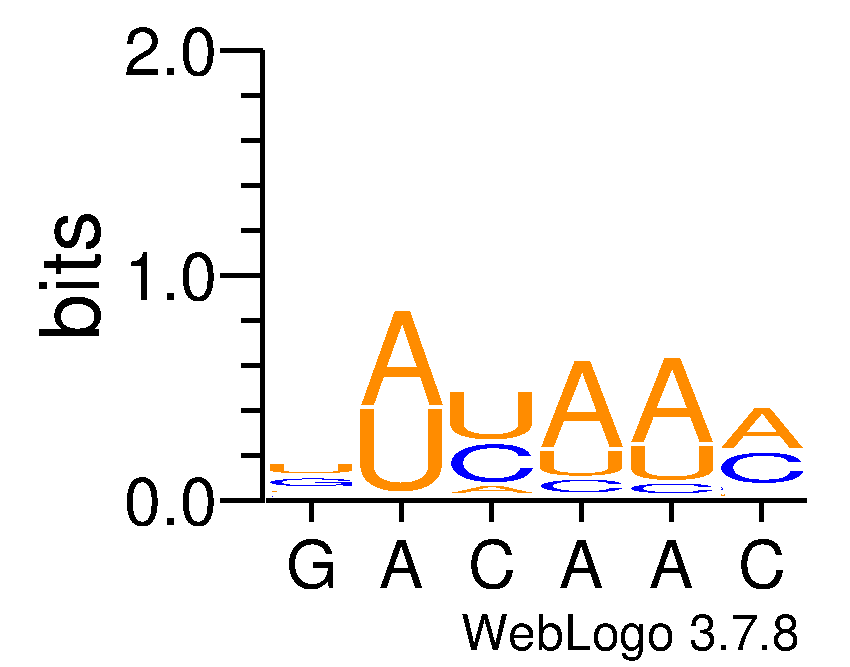 2.0
bits
1.0
0.0
U A U A A A
G U C U U C
A C C
G A C A A C
WebLogo 3.7.8